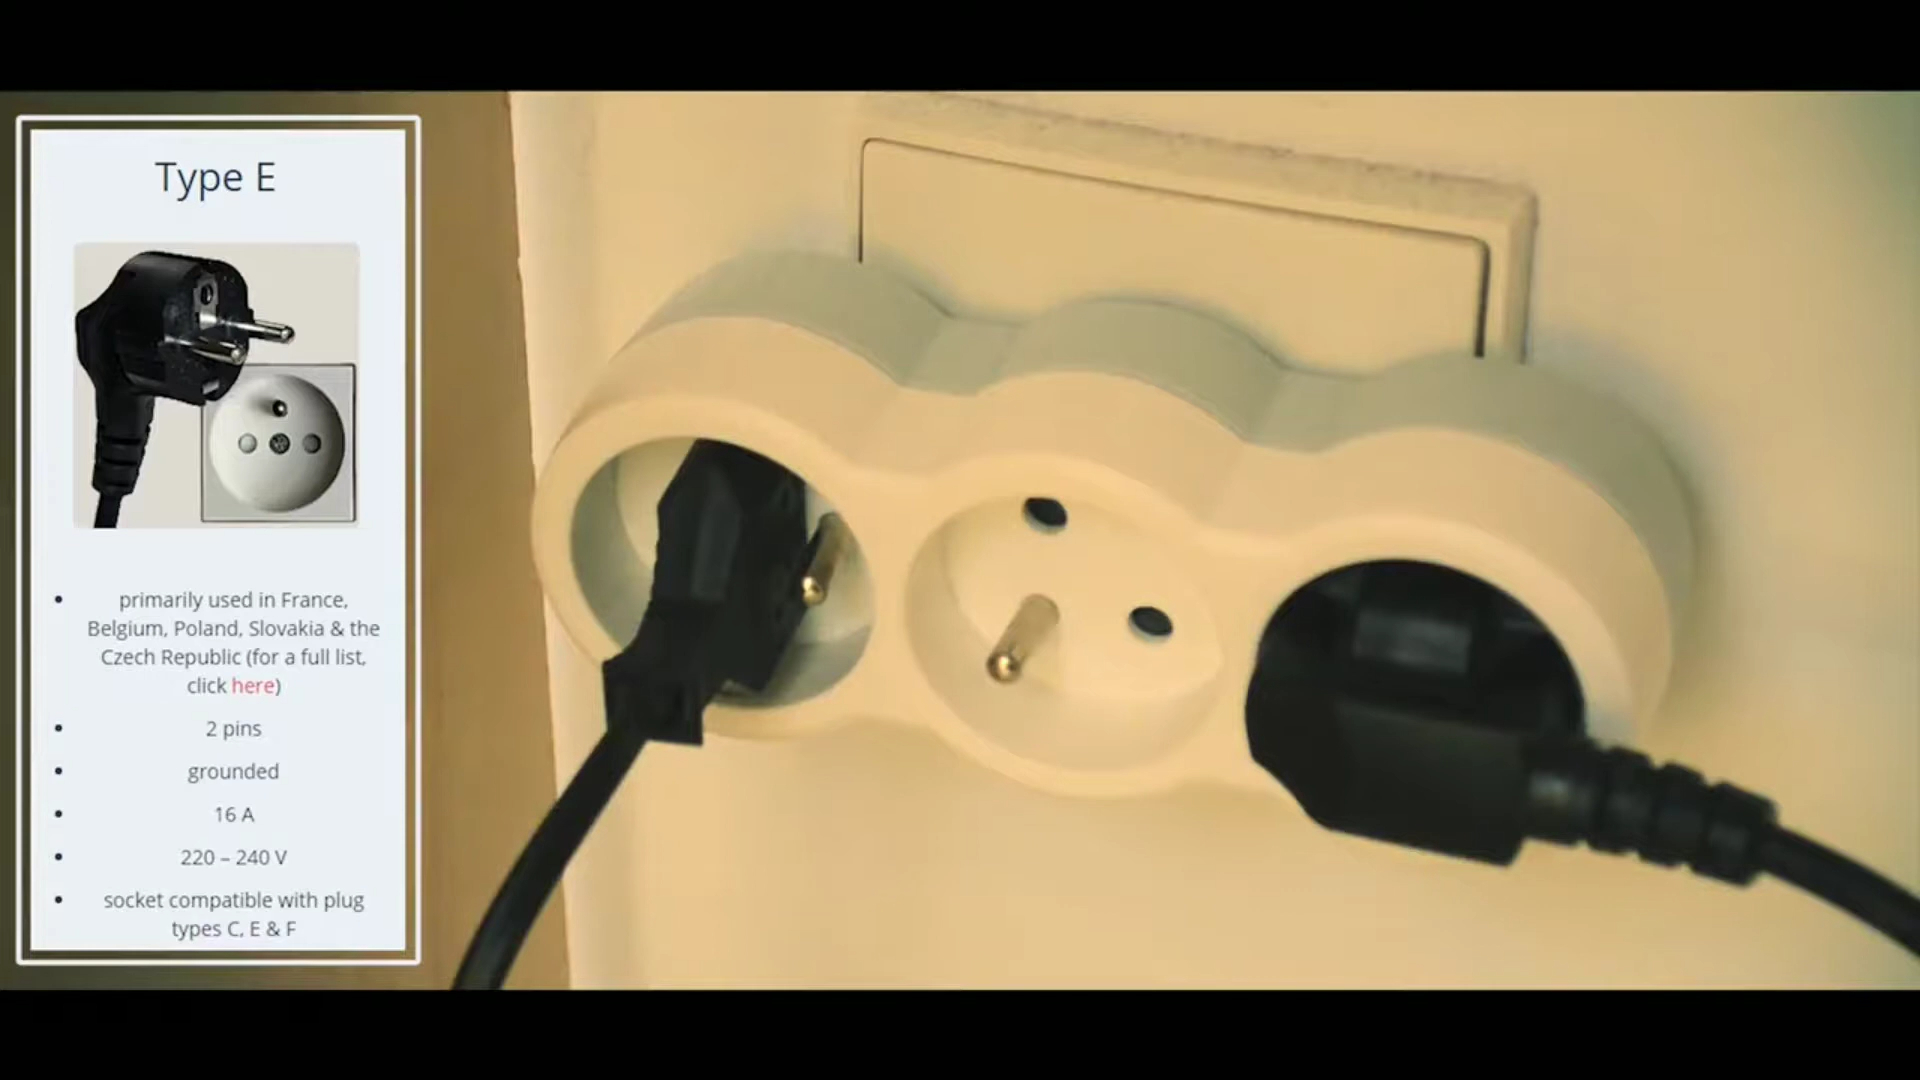 Type E
primarily used in France,
Belgium, Poland, Slovakia & the
Czech Republic (for a full list,
click here)
2 pins
grounded
16 A
220 – 240 V
socket compatible with plug
types C, E & F